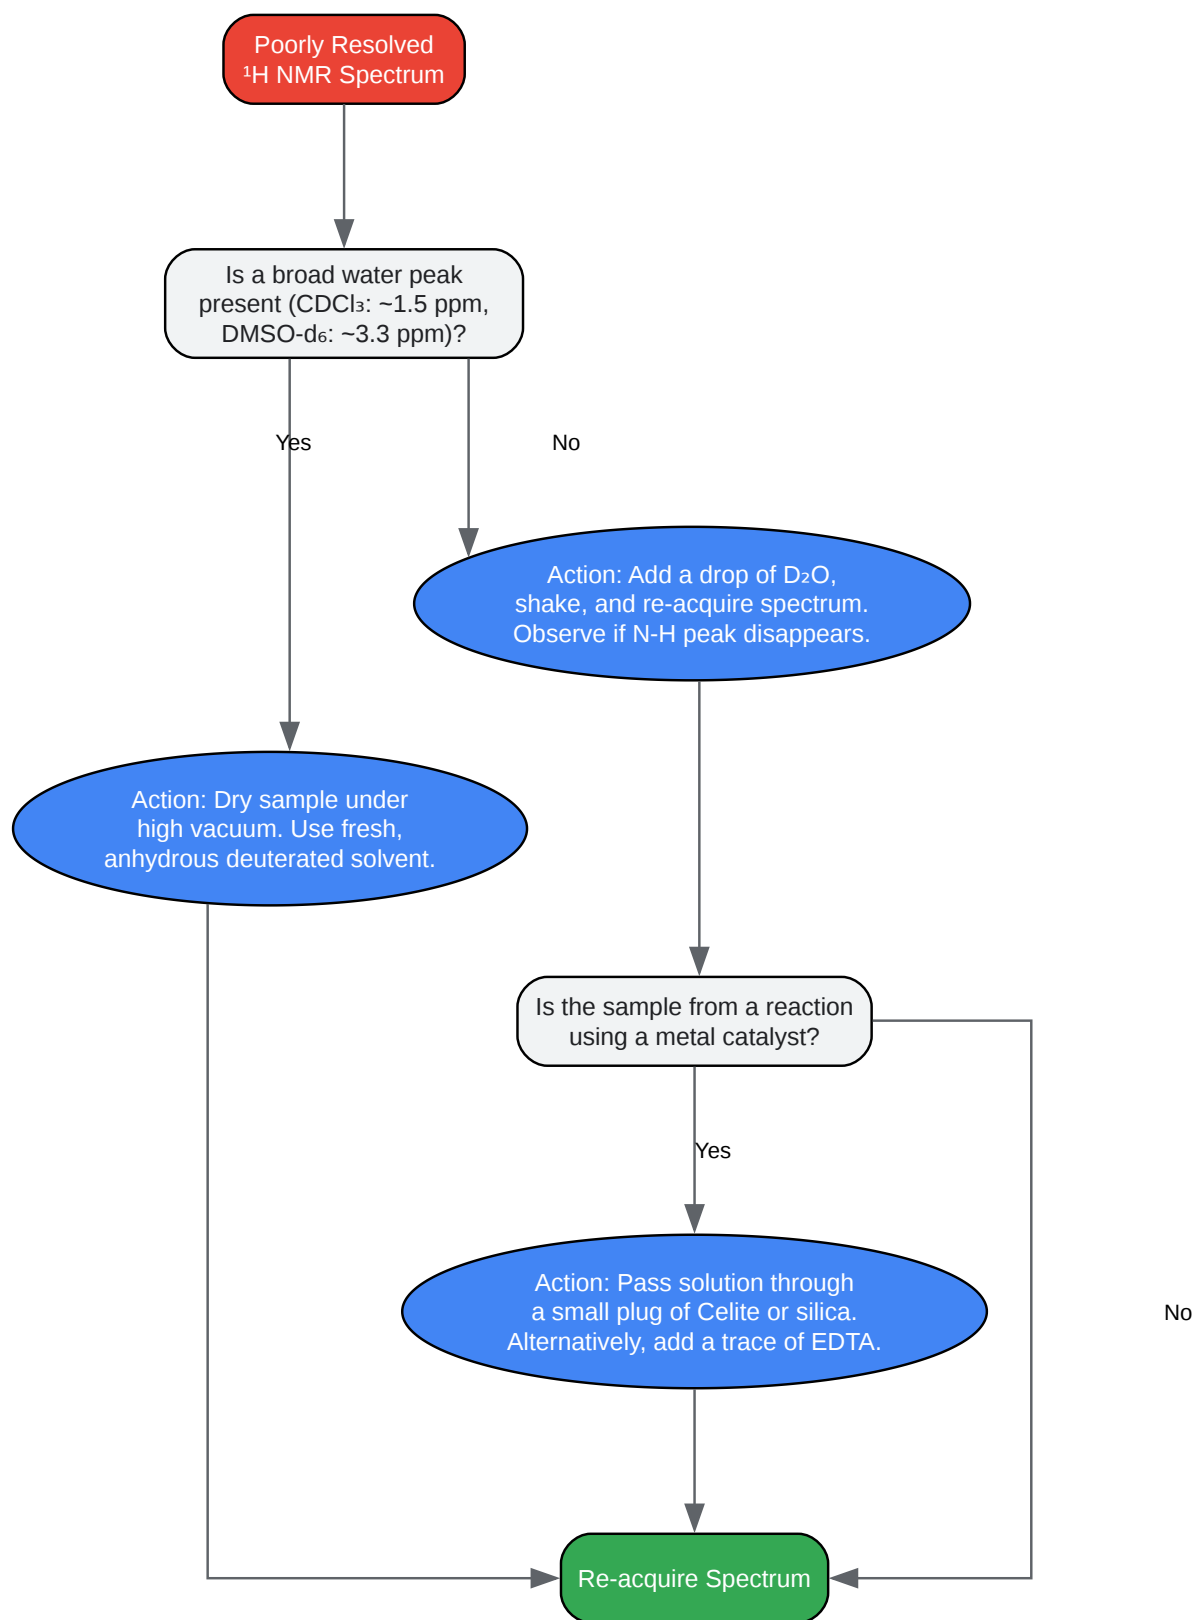 Poorly Resolved
¹H NMR Spectrum
Is a broad water peak
present (CDCl₃: ~1.5 ppm,
DMSO-d₆: ~3.3 ppm)?
Yes
No
Action: Add a drop of D₂O,
shake, and re-acquire spectrum.
Observe if N-H peak disappears.
Action: Dry sample under
high vacuum. Use fresh,
anhydrous deuterated solvent.
Is the sample from a reaction
using a metal catalyst?
Yes
Action: Pass solution through
a small plug of Celite or silica.
Alternatively, add a trace of EDTA.
No
Re-acquire Spectrum